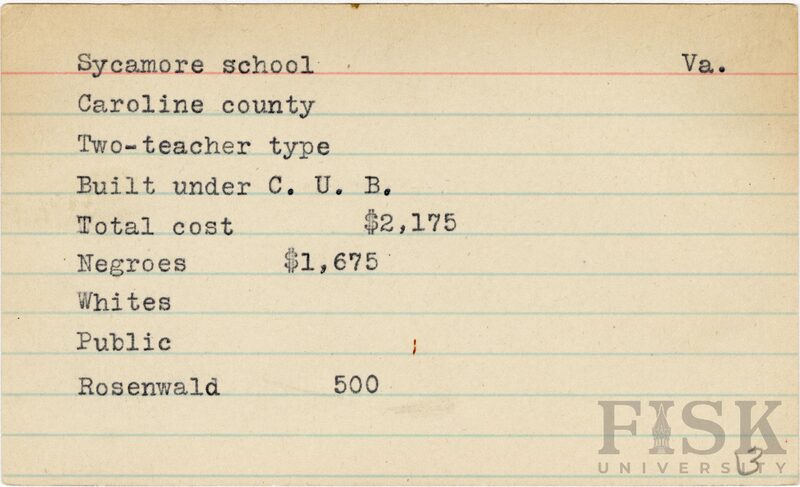 Sycamore school Va.
Caroline county
Two-teacher type
Built under C. U. B.
Total cost $2,175
Negroes $1,675
Whites
Public
Rosenwald 500
FISK
UNIVERSITY
3